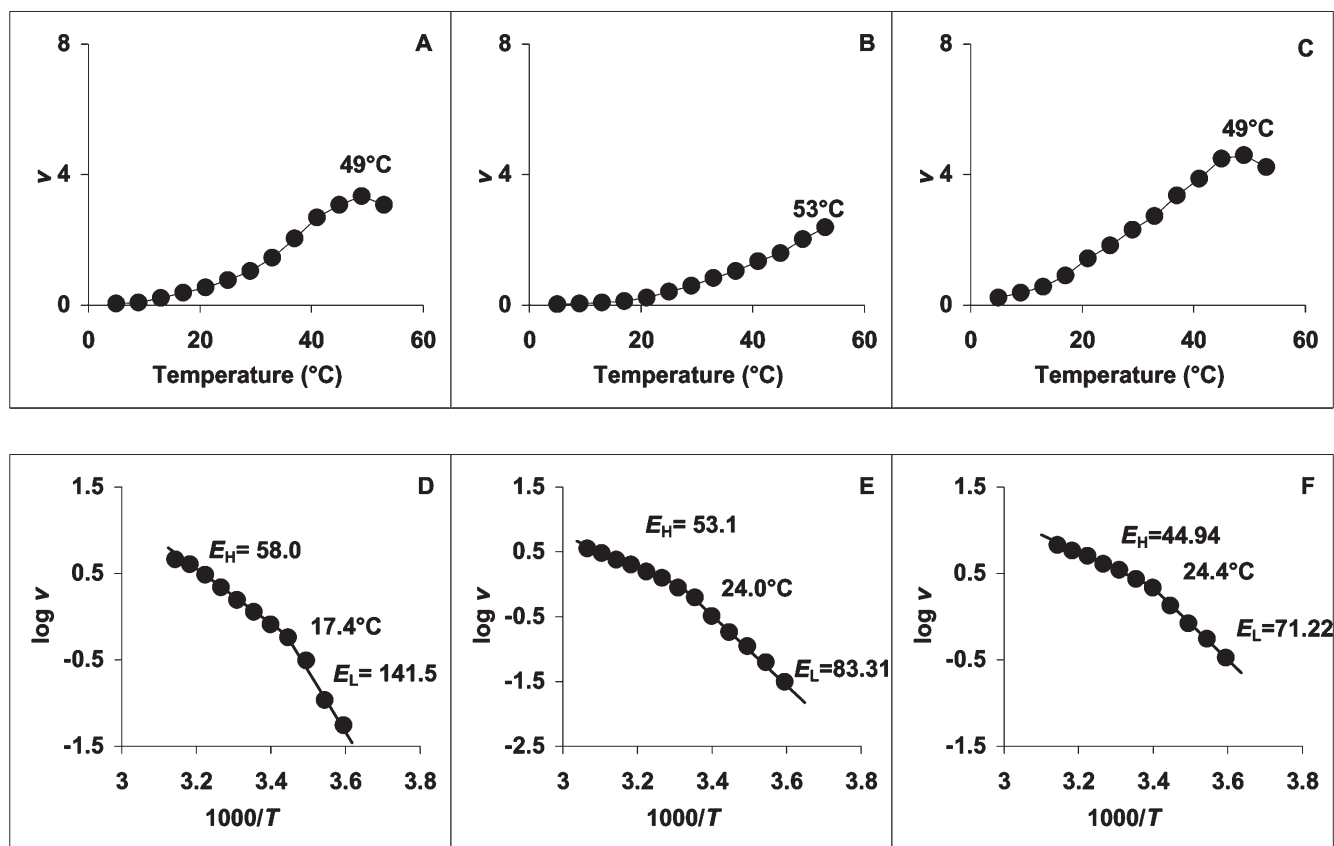 A
8
4
0
v
49°C
0 20 40 60
Temperature (°C)
B
8
4
0
v
53°C
0 20 40 60
Temperature (°C)
C
8
4
0
v
49°C
0 20 40 60
Temperature (°C)
D
1.5
0.5
-0.5
-1.5
log v
EH= 58.0
17.4°C
EL= 141.5
3 3.2 3.4 3.6 3.8
1000/T
E
1.5
0.5
-0.5
-1.5
-2.5
log v
EH= 53.1
24.0°C
EL=83.31
3 3.2 3.4 3.6 3.8
1000/T
F
1.5
0.5
-0.5
-1.5
log v
EH=44.94
24.4°C
EL=71.22
3 3.2 3.4 3.6 3.8
1000/T